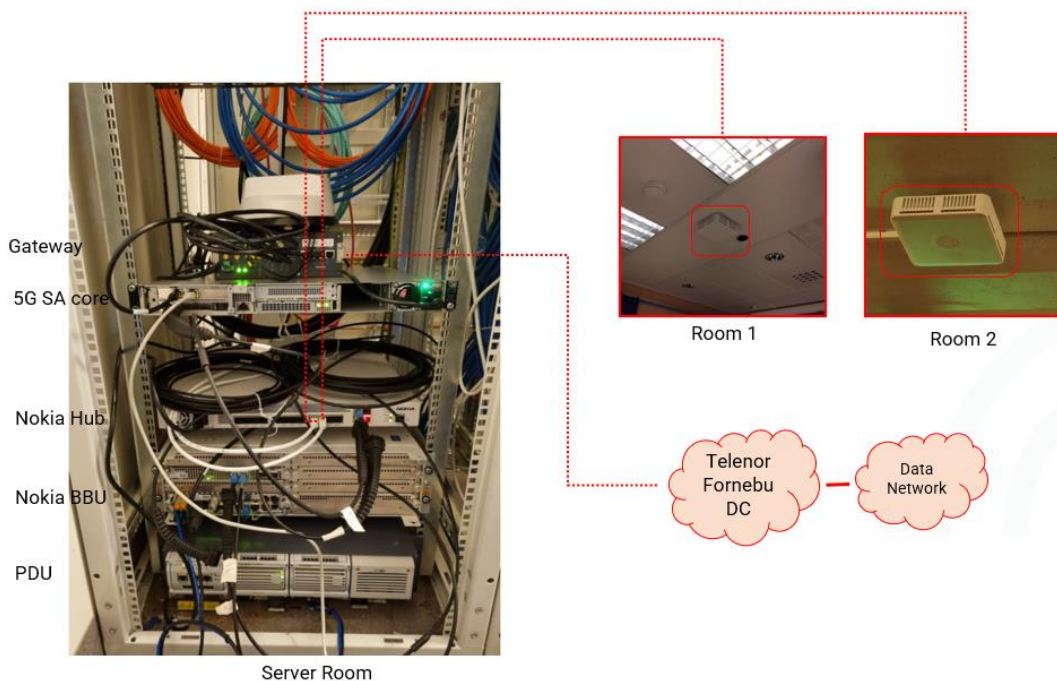 Gateway
5G SA core
Nokia Hub
NOKIA
Nokia BBU
PDU
Server Room
Room 1
Room 2
Telenor
Fornebu
DC
Data
Network